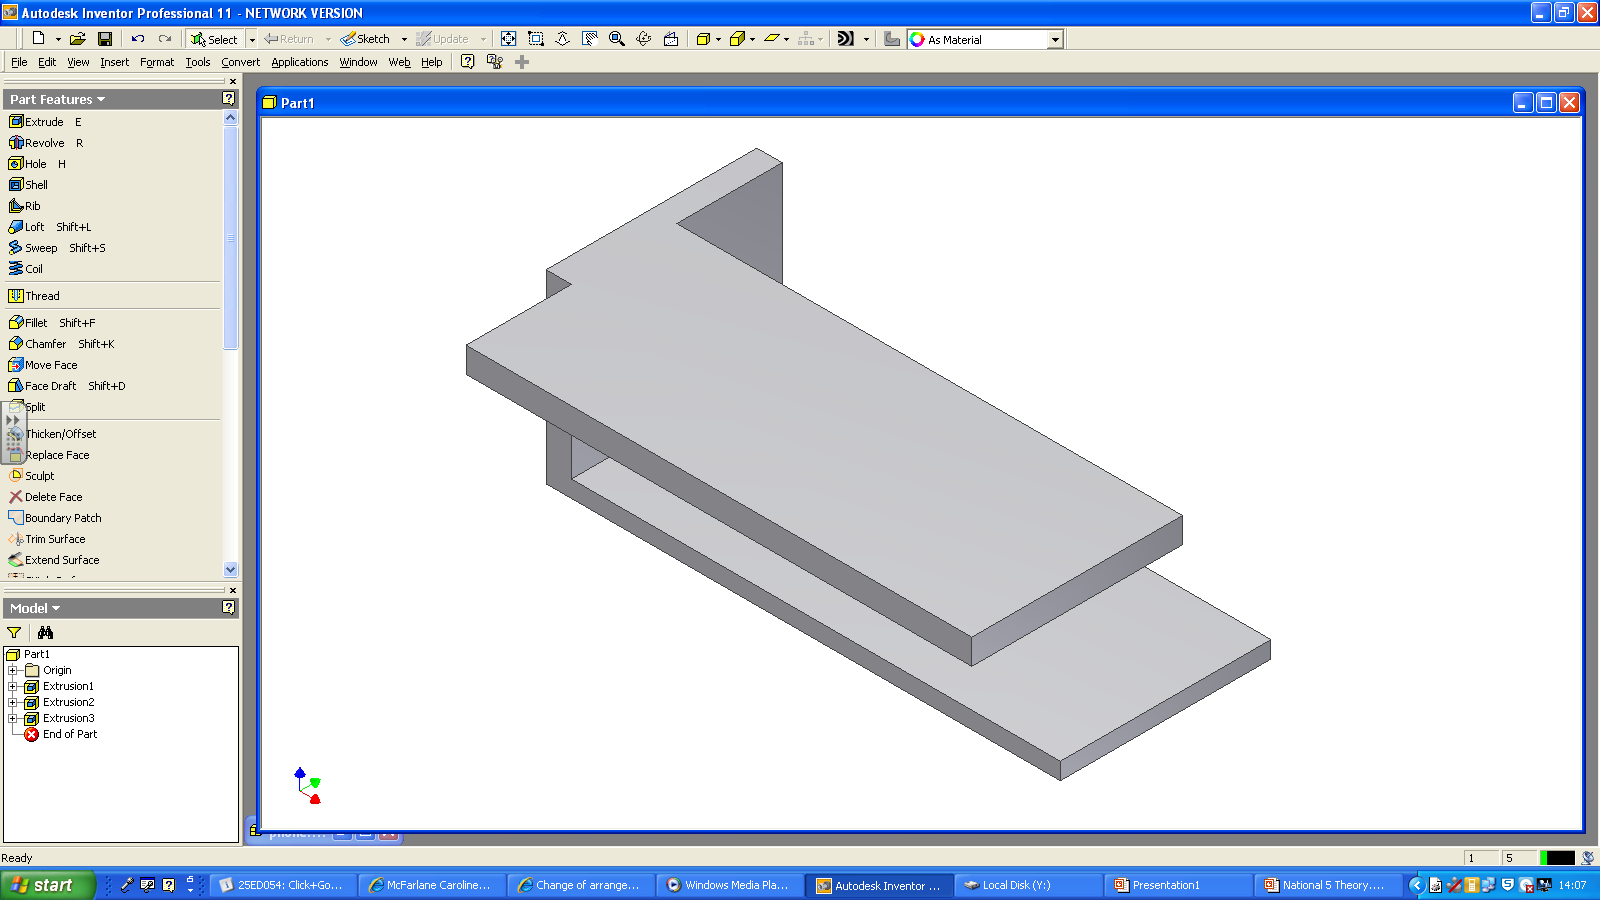 Autodesk Inventor Professional 11 - NETWORK VERSION
Select Return Sketch Update As Material
File Edit View Insert Format Tools Convert Applications Window Web Help
Part Features
Part1
Extrude E
Revolve R
Hole H
Shell
Rib
Loft Shift+L
Sweep Shift+S
Coil
Thread
Fillet Shift+F
Chamfer Shift+K
Move Face
Face Draft Shift+D
Split
Thicken/Offset
Replace Face
Sculpt
Delete Face
Boundary Patch
Trim Surface
Extend Surface
Model
Part1
Origin
Extrusion1
Extrusion2
Extrusion3
End of Part
Ready
1 5
start 25ED054: Click+Go... McFarlane Caroline... Change of arrange... Windows Media Pla... Autodesk Inventor ... Local Disk (Y:) Presentation1 National 5 Theory.... 14:07